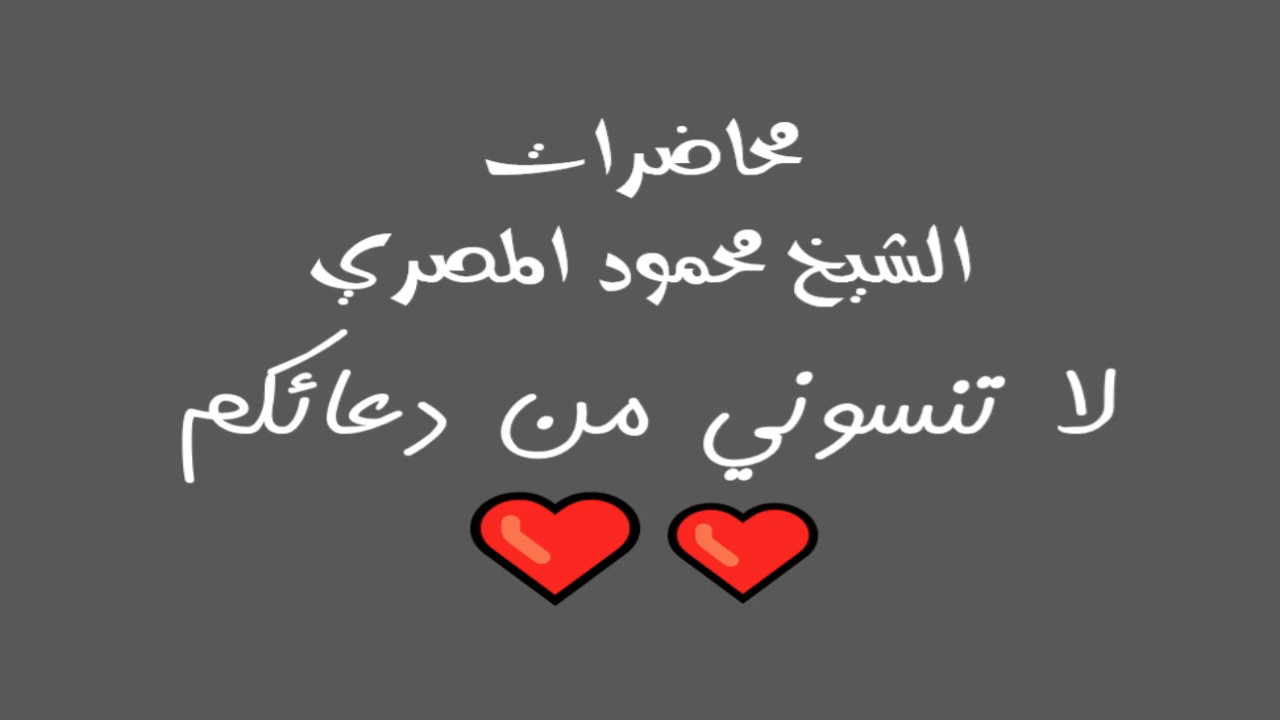 محاضرات
الشيخ محمود المصري
لا تنسوني من دعائكم